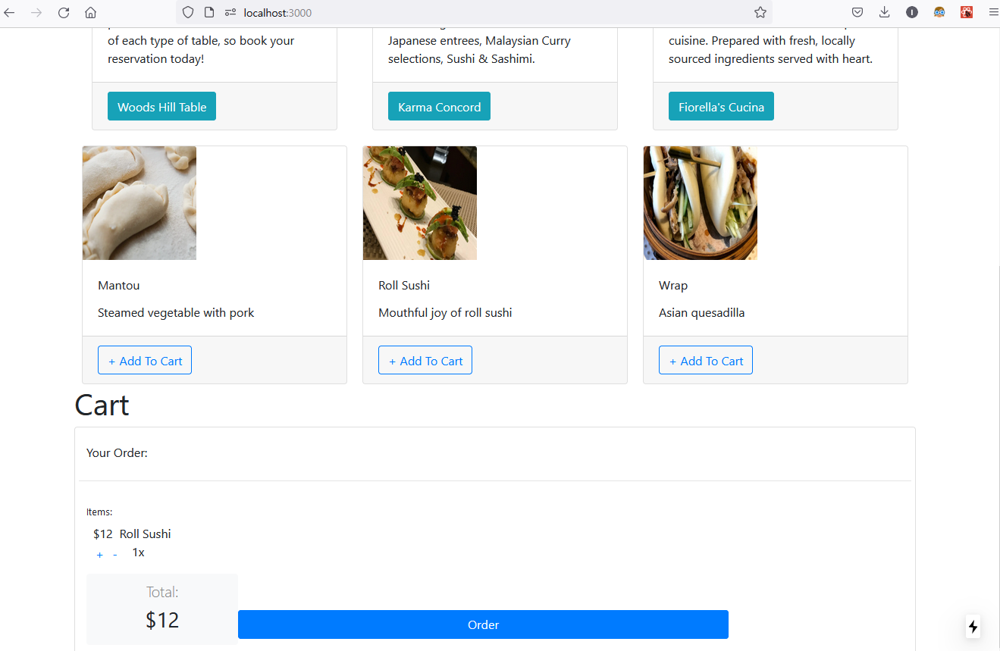 localhost:3000
of each type of table, so book your
reservation today!
Japanese entrees, Malaysian Curry
selections, Sushi & Sashimi.
cuisine. Prepared with fresh, locally
sourced ingredients served with heart.
Woods Hill Table
Karma Concord
Fiorella's Cucina
Mantou
Steamed vegetable with pork
+ Add To Cart
Roll Sushi
Mouthful joy of roll sushi
+ Add To Cart
Wrap
Asian quesadilla
+ Add To Cart
Cart
Your Order:
Items:
$12 Roll Sushi
+ - 1x
Total:
$12
Order